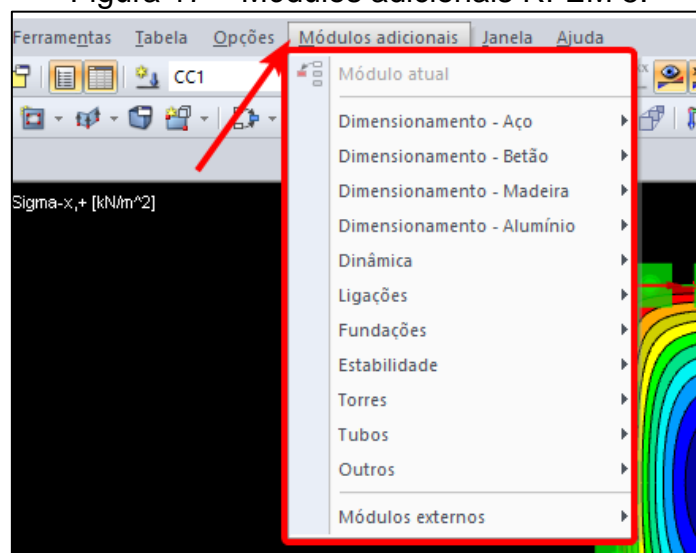 Ferramentas Tabela Opções Módulos adicionais Janela Ajuda
CC1
Módulo atual
Dimensionamento - Aço
Dimensionamento - Betão
Sigma-x,+ [kN/m^2]
Dimensionamento - Madeira
Dimensionamento - Alumínio
Dinâmica
Ligações
Fundações
Estabilidade
Torres
Tubos
Outros
Módulos externos